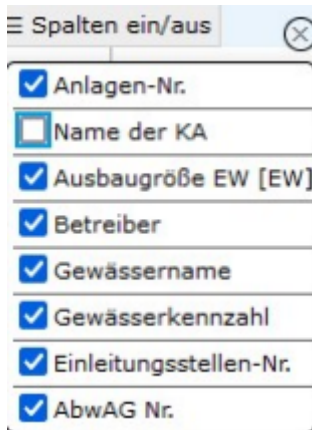 ≡ Spalten ein/aus
Anlagen-Nr.
Name der KA
Ausbaugröße EW [EW]
Betreiber
Gewässername
Gewässerkennzahl
Einleitungsstellen-Nr.
AbwAG Nr.